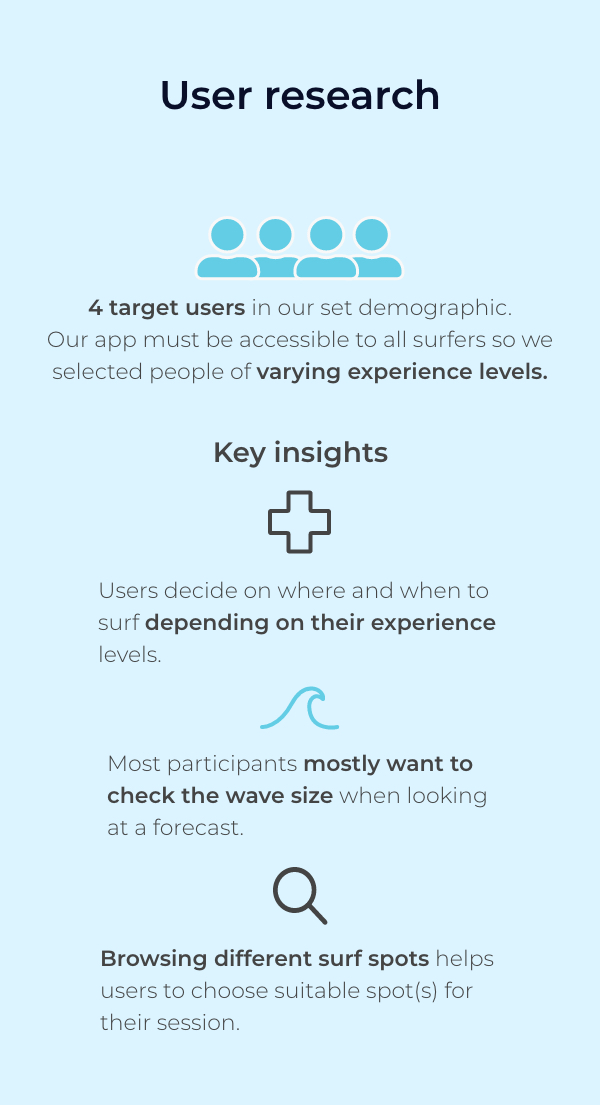 User research
4 target users in our set demographic.
Our app must be accessible to all surfers so we
selected people of varying experience levels.
Key insights
Users decide on where and when to
surf depending on their experience
levels.
Most participants mostly want to
check the wave size when looking
at a forecast.
Browsing different surf spots helps
users to choose suitable spot(s) for
their session.